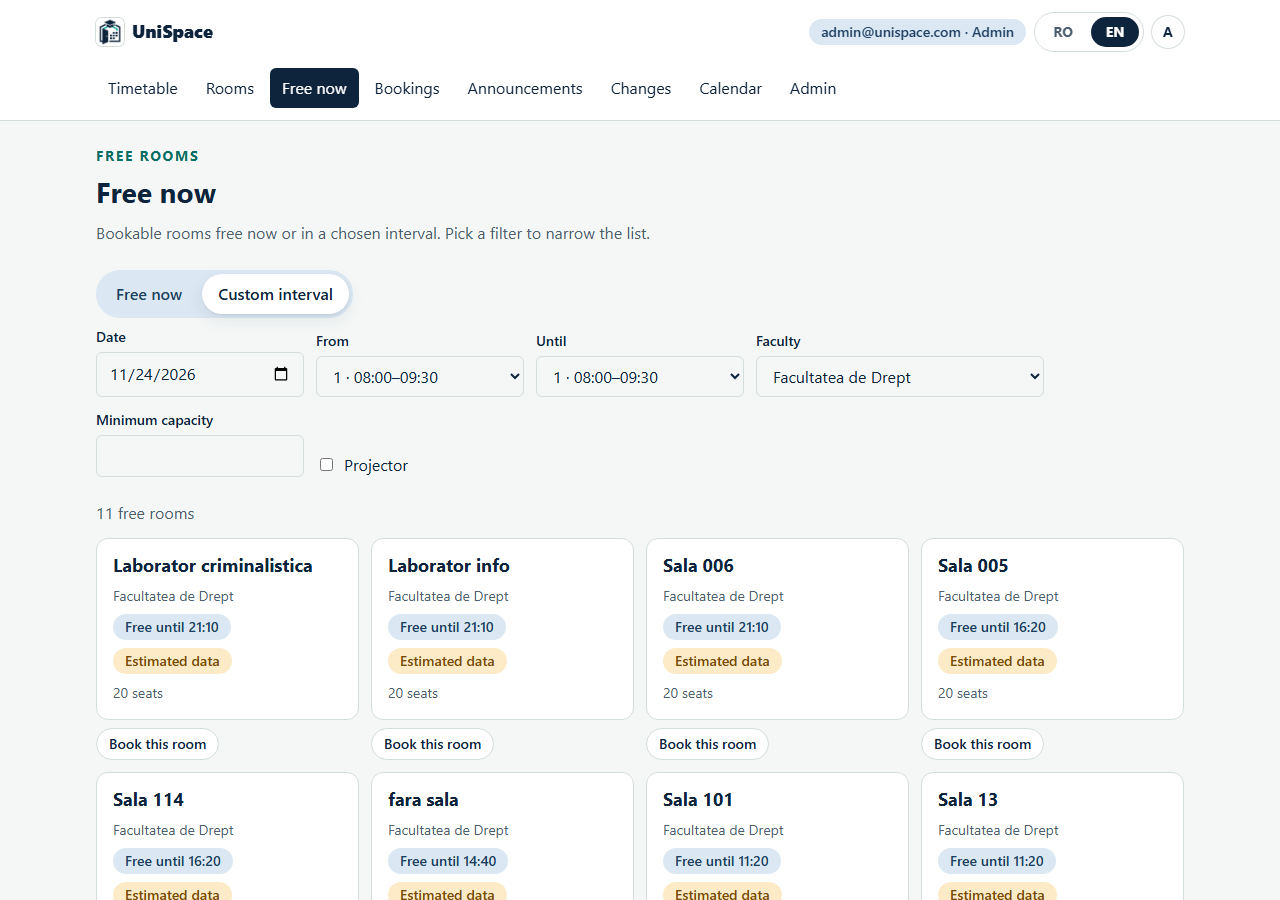 UniSpace
admin@unispace.com · Admin
RO EN A
Timetable Rooms Free now Bookings Announcements Changes Calendar Admin
FREE ROOMS
Free now
Bookable rooms free now or in a chosen interval. Pick a filter to narrow the list.
Free now Custom interval
Date From Until Faculty
11/24/2026 1 · 08:00–09:30 1 · 08:00–09:30 Facultatea de Drept
Minimum capacity
Projector
11 free rooms
Laborator criminalistica
Facultatea de Drept
Free until 21:10
Estimated data
20 seats
Book this room
Laborator info
Facultatea de Drept
Free until 21:10
Estimated data
20 seats
Book this room
Sala 006
Facultatea de Drept
Free until 21:10
Estimated data
20 seats
Book this room
Sala 005
Facultatea de Drept
Free until 16:20
Estimated data
20 seats
Book this room
Sala 114
Facultatea de Drept
Free until 16:20
Estimated data
fara sala
Facultatea de Drept
Free until 14:40
Estimated data
Sala 101
Facultatea de Drept
Free until 11:20
Estimated data
Sala 13
Facultatea de Drept
Free until 11:20
Estimated data